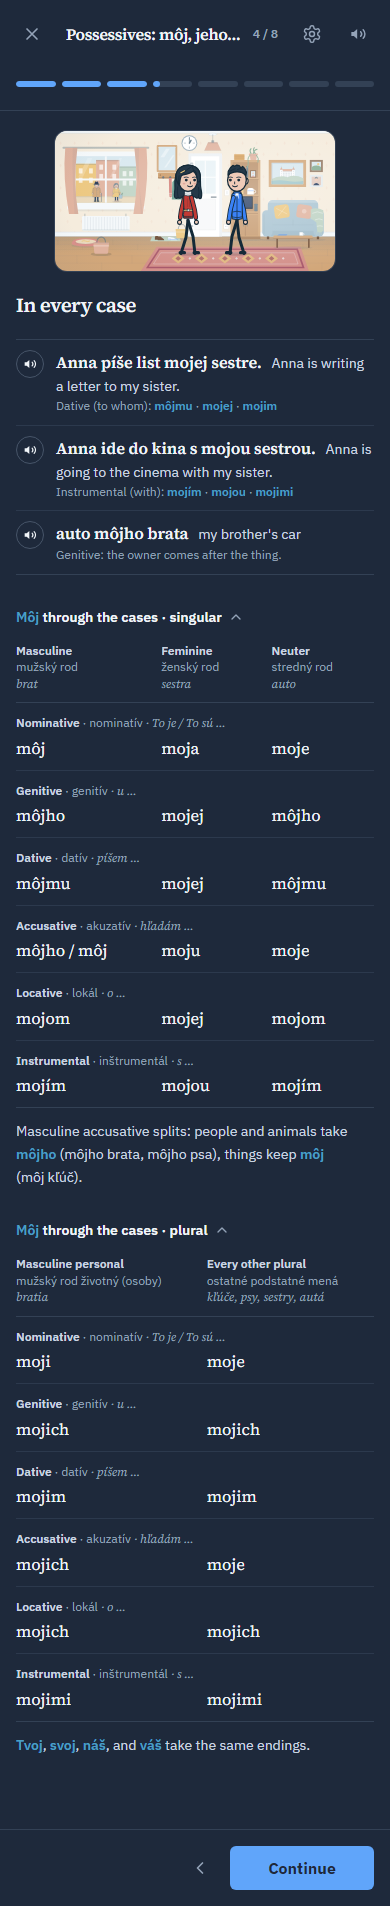 Possessives: môj, jeho... 4 / 8
In every case
Anna píše list mojej sestre. Anna is writing
a letter to my sister.
Dative (to whom): môjmu · mojej · mojim
Anna ide do kina s mojou sestrou. Anna is
going to the cinema with my sister.
Instrumental (with): mojím · mojou · mojimi
auto môjho brata my brother's car
Genitive: the owner comes after the thing.
Môj through the cases · singular
Masculine Feminine Neuter
mužský rod ženský rod stredný rod
brat sestra auto
Nominative · nominatív · To je / To sú ...
môj moja moje
Genitive · genitív · u ...
môjho mojej môjho
Dative · datív · píšem ...
môjmu mojej môjmu
Accusative · akuzatív · hľadám ...
môjho / môj moju moje
Locative · lokál · o ...
mojom mojej mojom
Instrumental · inštrumentál · s ...
mojím mojou mojím
Masculine accusative splits: people and animals take
môjho (môjho brata, môjho psa), things keep môj
(môj kľúč).
Môj through the cases · plural
Masculine personal Every other plural
mužský rod životný (osoby) ostatné podstatné mená
bratia kľúče, psy, sestry, autá
Nominative · nominatív · To je / To sú ...
moji moje
Genitive · genitív · u ...
mojich mojich
Dative · datív · píšem ...
mojim mojim
Accusative · akuzatív · hľadám ...
mojich moje
Locative · lokál · o ...
mojich mojich
Instrumental · inštrumentál · s ...
mojimi mojimi
Tvoj, svoj, náš, and váš take the same endings.
Continue